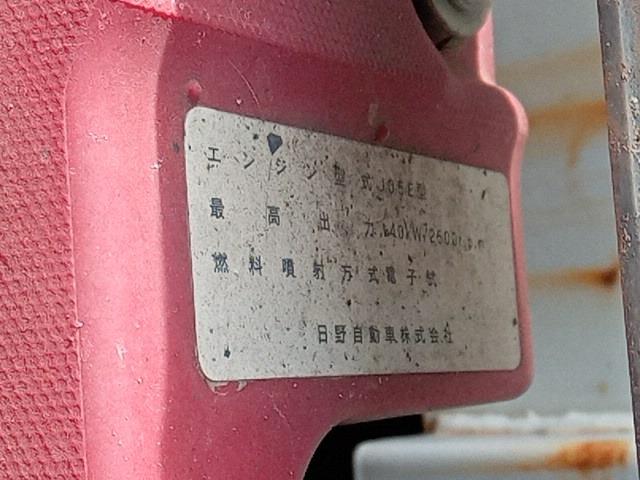 エンジン型式J05E型
最高出力140kW/2500r.p.m
燃料噴射方式電子式
日野自動車株式会社